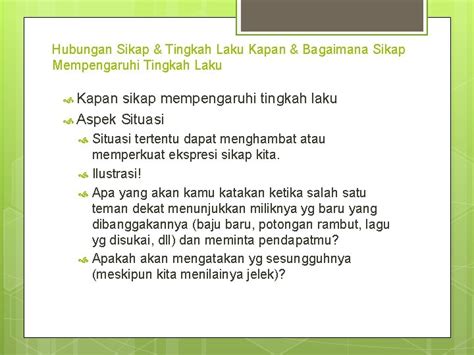 Hubungan Sikap & Tingkah Laku Kapan & Bagaimana Sikap
Mempengaruhi Tingkah Laku
Kapan sikap mempengaruhi tingkah laku
Aspek Situasi
Situasi tertentu dapat menghambat atau
memperkuat ekspresi sikap kita.
Ilustrasi!
Apa yang akan kamu katakan ketika salah satu
teman dekat menunjukkan miliknya yg baru yang
dibanggakannya (baju baru, potongan rambut, lagu
yg disukai, dll) dan meminta pendapatmu?
Apakah akan mengatakan yg sesungguhnya
(meskipun kita menilainya jelek)?